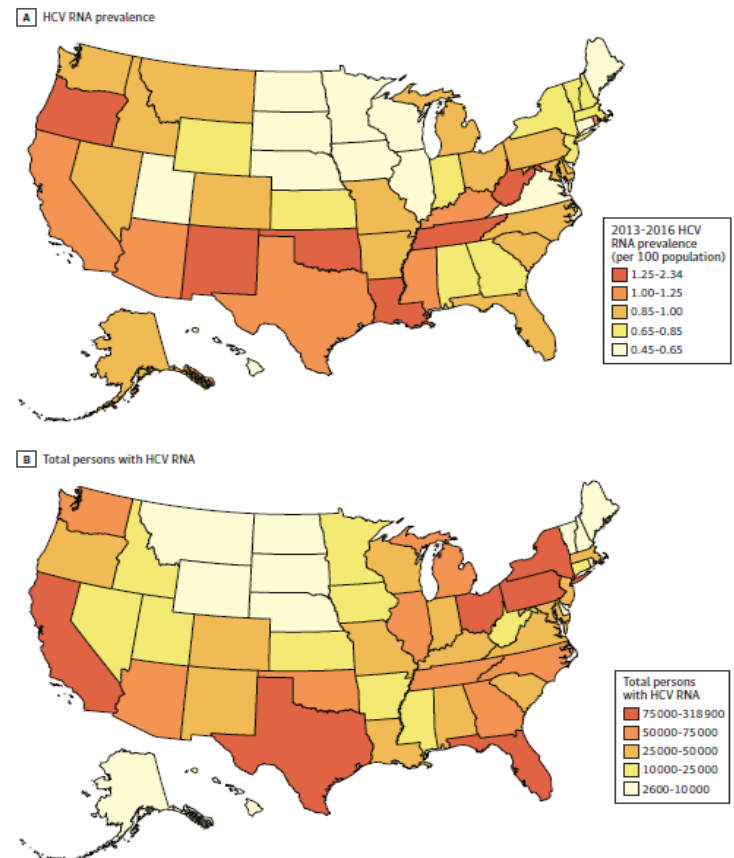 A HCV RNA prevalence
2013-2016 HCV
RNA prevalence
(per 100 population)
1.25-2.34
1.00-1.25
0.85-1.00
0.65-0.85
0.45-0.65
B Total persons with HCV RNA
Total persons
with HCV RNA
75000-318900
50000-75000
25000-50000
10000-25000
2600-10000